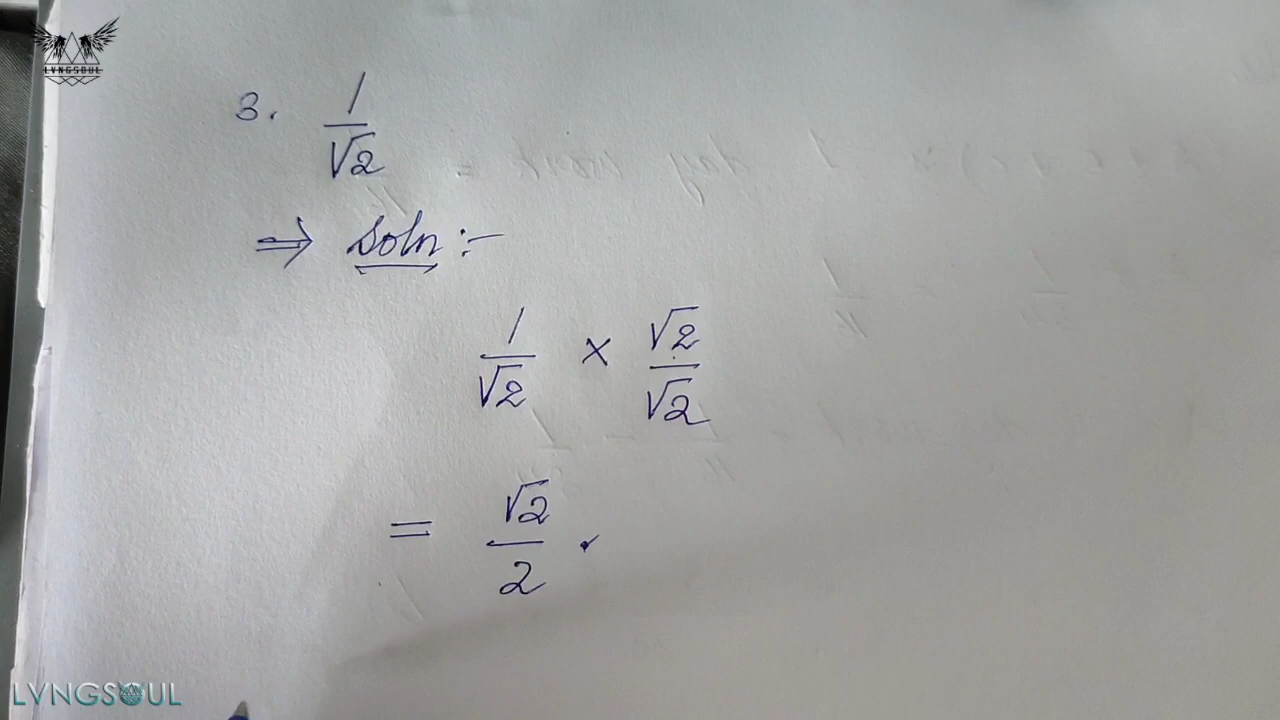 LVNGSOUL
3. 1/√2
⇒ Soln :-
1/√2 × √2/√2
= √2/2 .
LVNGSOUL